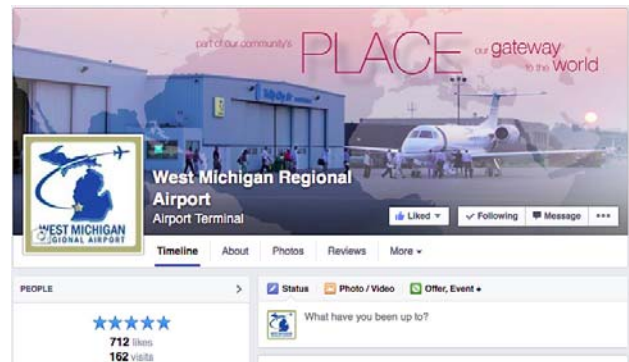 part of our community's PLACE our gateway
to the world
West Michigan Regional
Airport
Airport Terminal
WEST MICHIGAN
REGIONAL AIRPORT
Liked Following Message
Timeline About Photos Reviews More
PEOPLE >
Status Photo / Video Offer, Event +
What have you been up to?
712 likes
162 visits